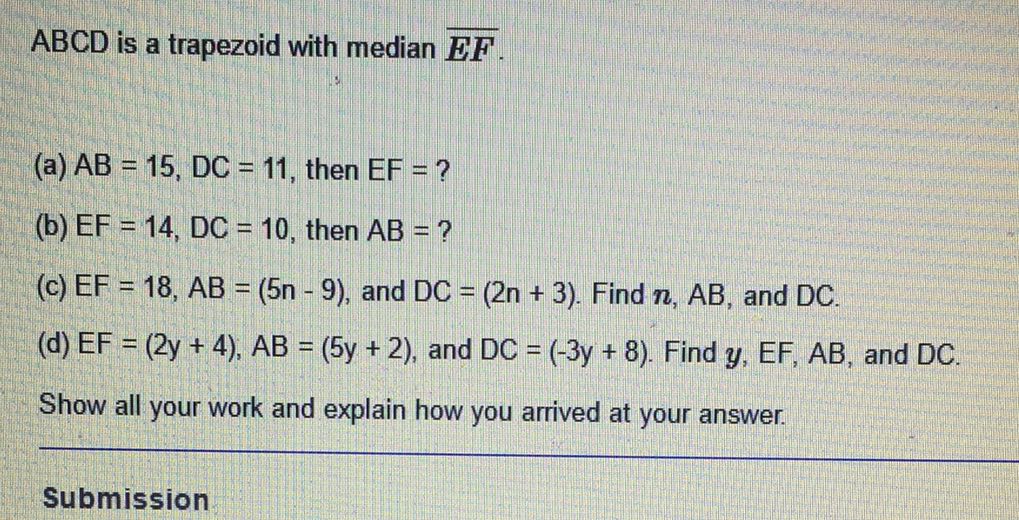 ABCD is a trapezoid with median EF.
(a) AB = 15, DC = 11, then EF = ?
(b) EF = 14, DC = 10, then AB = ?
(c) EF = 18, AB = (5n - 9), and DC = (2n + 3). Find n, AB, and DC.
(d) EF = (2y + 4), AB = (5y + 2), and DC = (-3y + 8). Find y, EF, AB, and DC.
Show all your work and explain how you arrived at your answer.
Submission